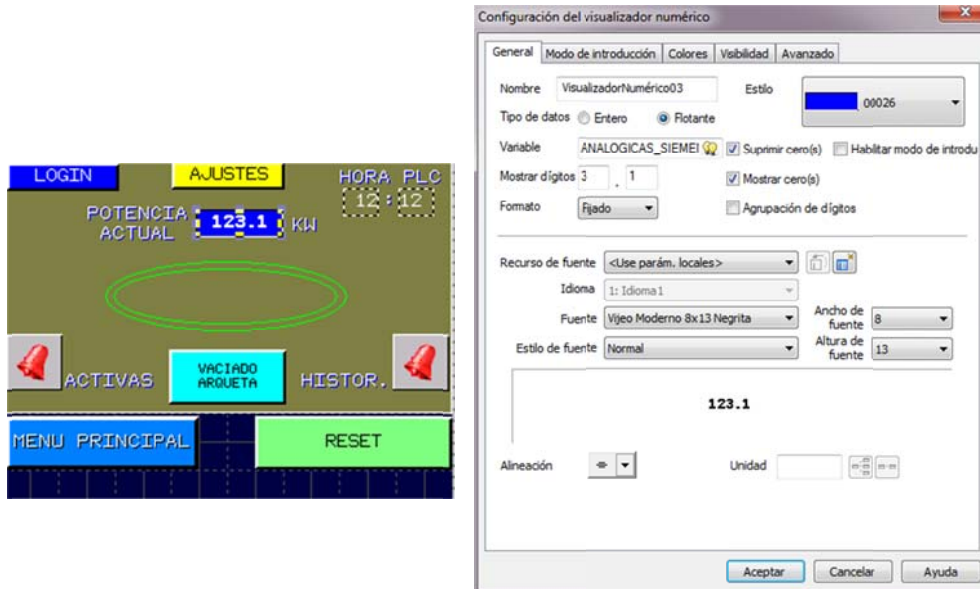 LOGIN
AJUSTES
HORA PLC
12:12
POTENCIA
ACTUAL
123.1
KW
ACTIVAS
VACIADO
ARQUETA
HISTOR.
MENU PRINCIPAL
RESET
Configuración del visualizador numérico
General Modo de introducción Colores Visibilidad Avanzado
Nombre VisualizadorNumérico03 Estilo 00026
Tipo de datos Entero Flotante
Variable ANALOGICAS_SIEMEI Suprimir cero(s) Habilitar modo de introdu
Mostrar dígitos 3 . 1 Mostrar cero(s)
Formato Fijado Agrupación de dígitos
Recurso de fuente <Use parám. locales>
Idioma 1: Idioma1
Fuente Vijeo Moderno 8x13 Negrita Ancho de fuente 8
Estilo de fuente Normal Altura de fuente 13
123.1
Alineación Unidad
Aceptar Cancelar Ayuda